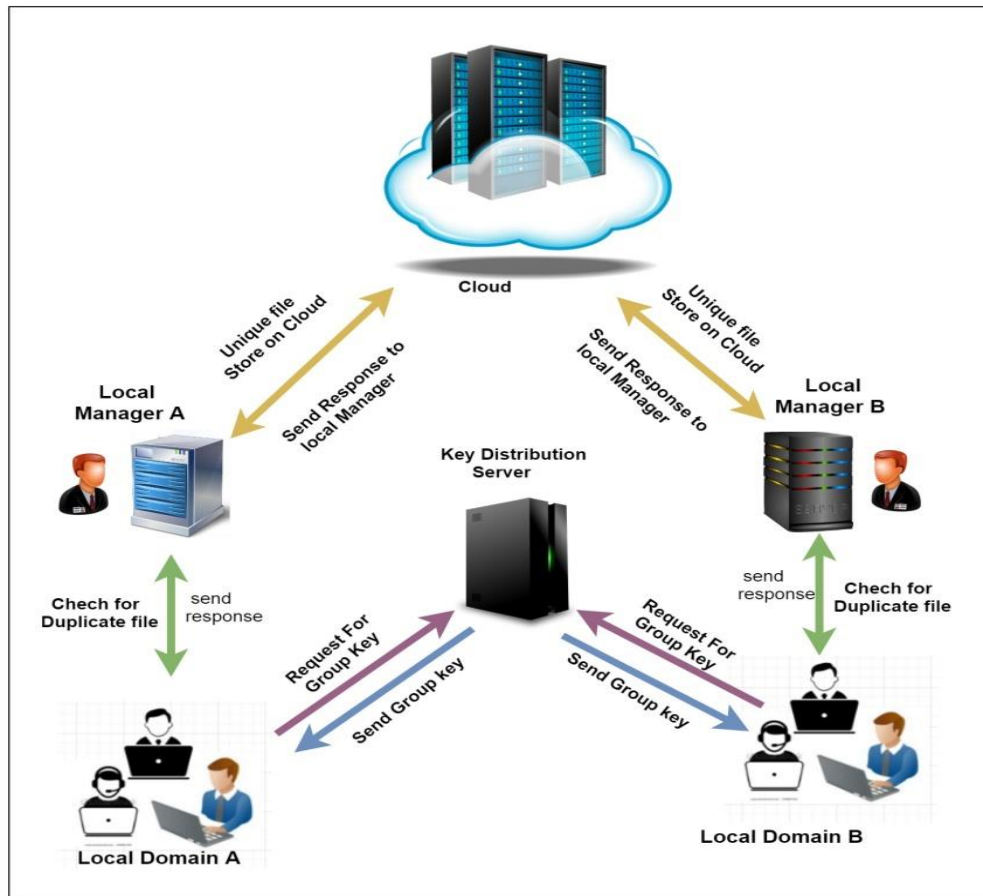 Cloud
Unique file
Store on Cloud
Send Response to
local Manager
Unique file
Store on Cloud
Send Response to
local Manager
Local
Manager A
Local
Manager B
Key Distribution
Server
Chech for
Duplicate file
send
response
send
response
Chech for
Duplicate file
Request For
Group Key
Send Group key
Request For
Group Key
Send Group key
Local Domain A
Local Domain B